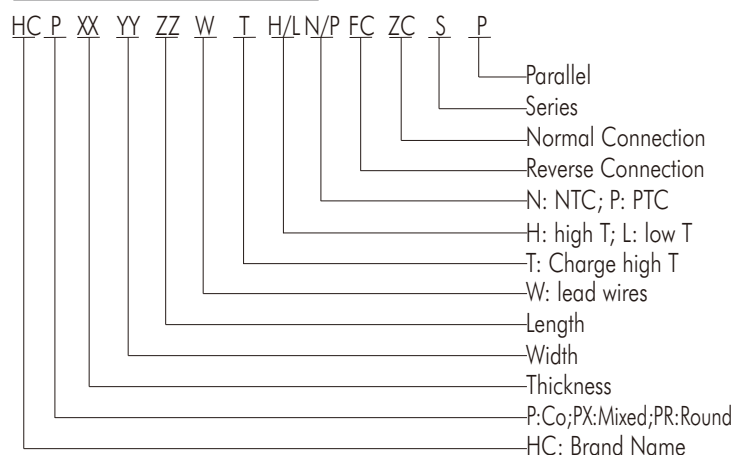 HC P XX YY ZZ W T H/L N/P FC ZC S P
Parallel
Series
Normal Connection
Reverse Connection
N: NTC; P: PTC
H: high T; L: low T
T: Charge high T
W: lead wires
Length
Width
Thickness
P:Co;PX:Mixed;PR:Round
HC: Brand Name